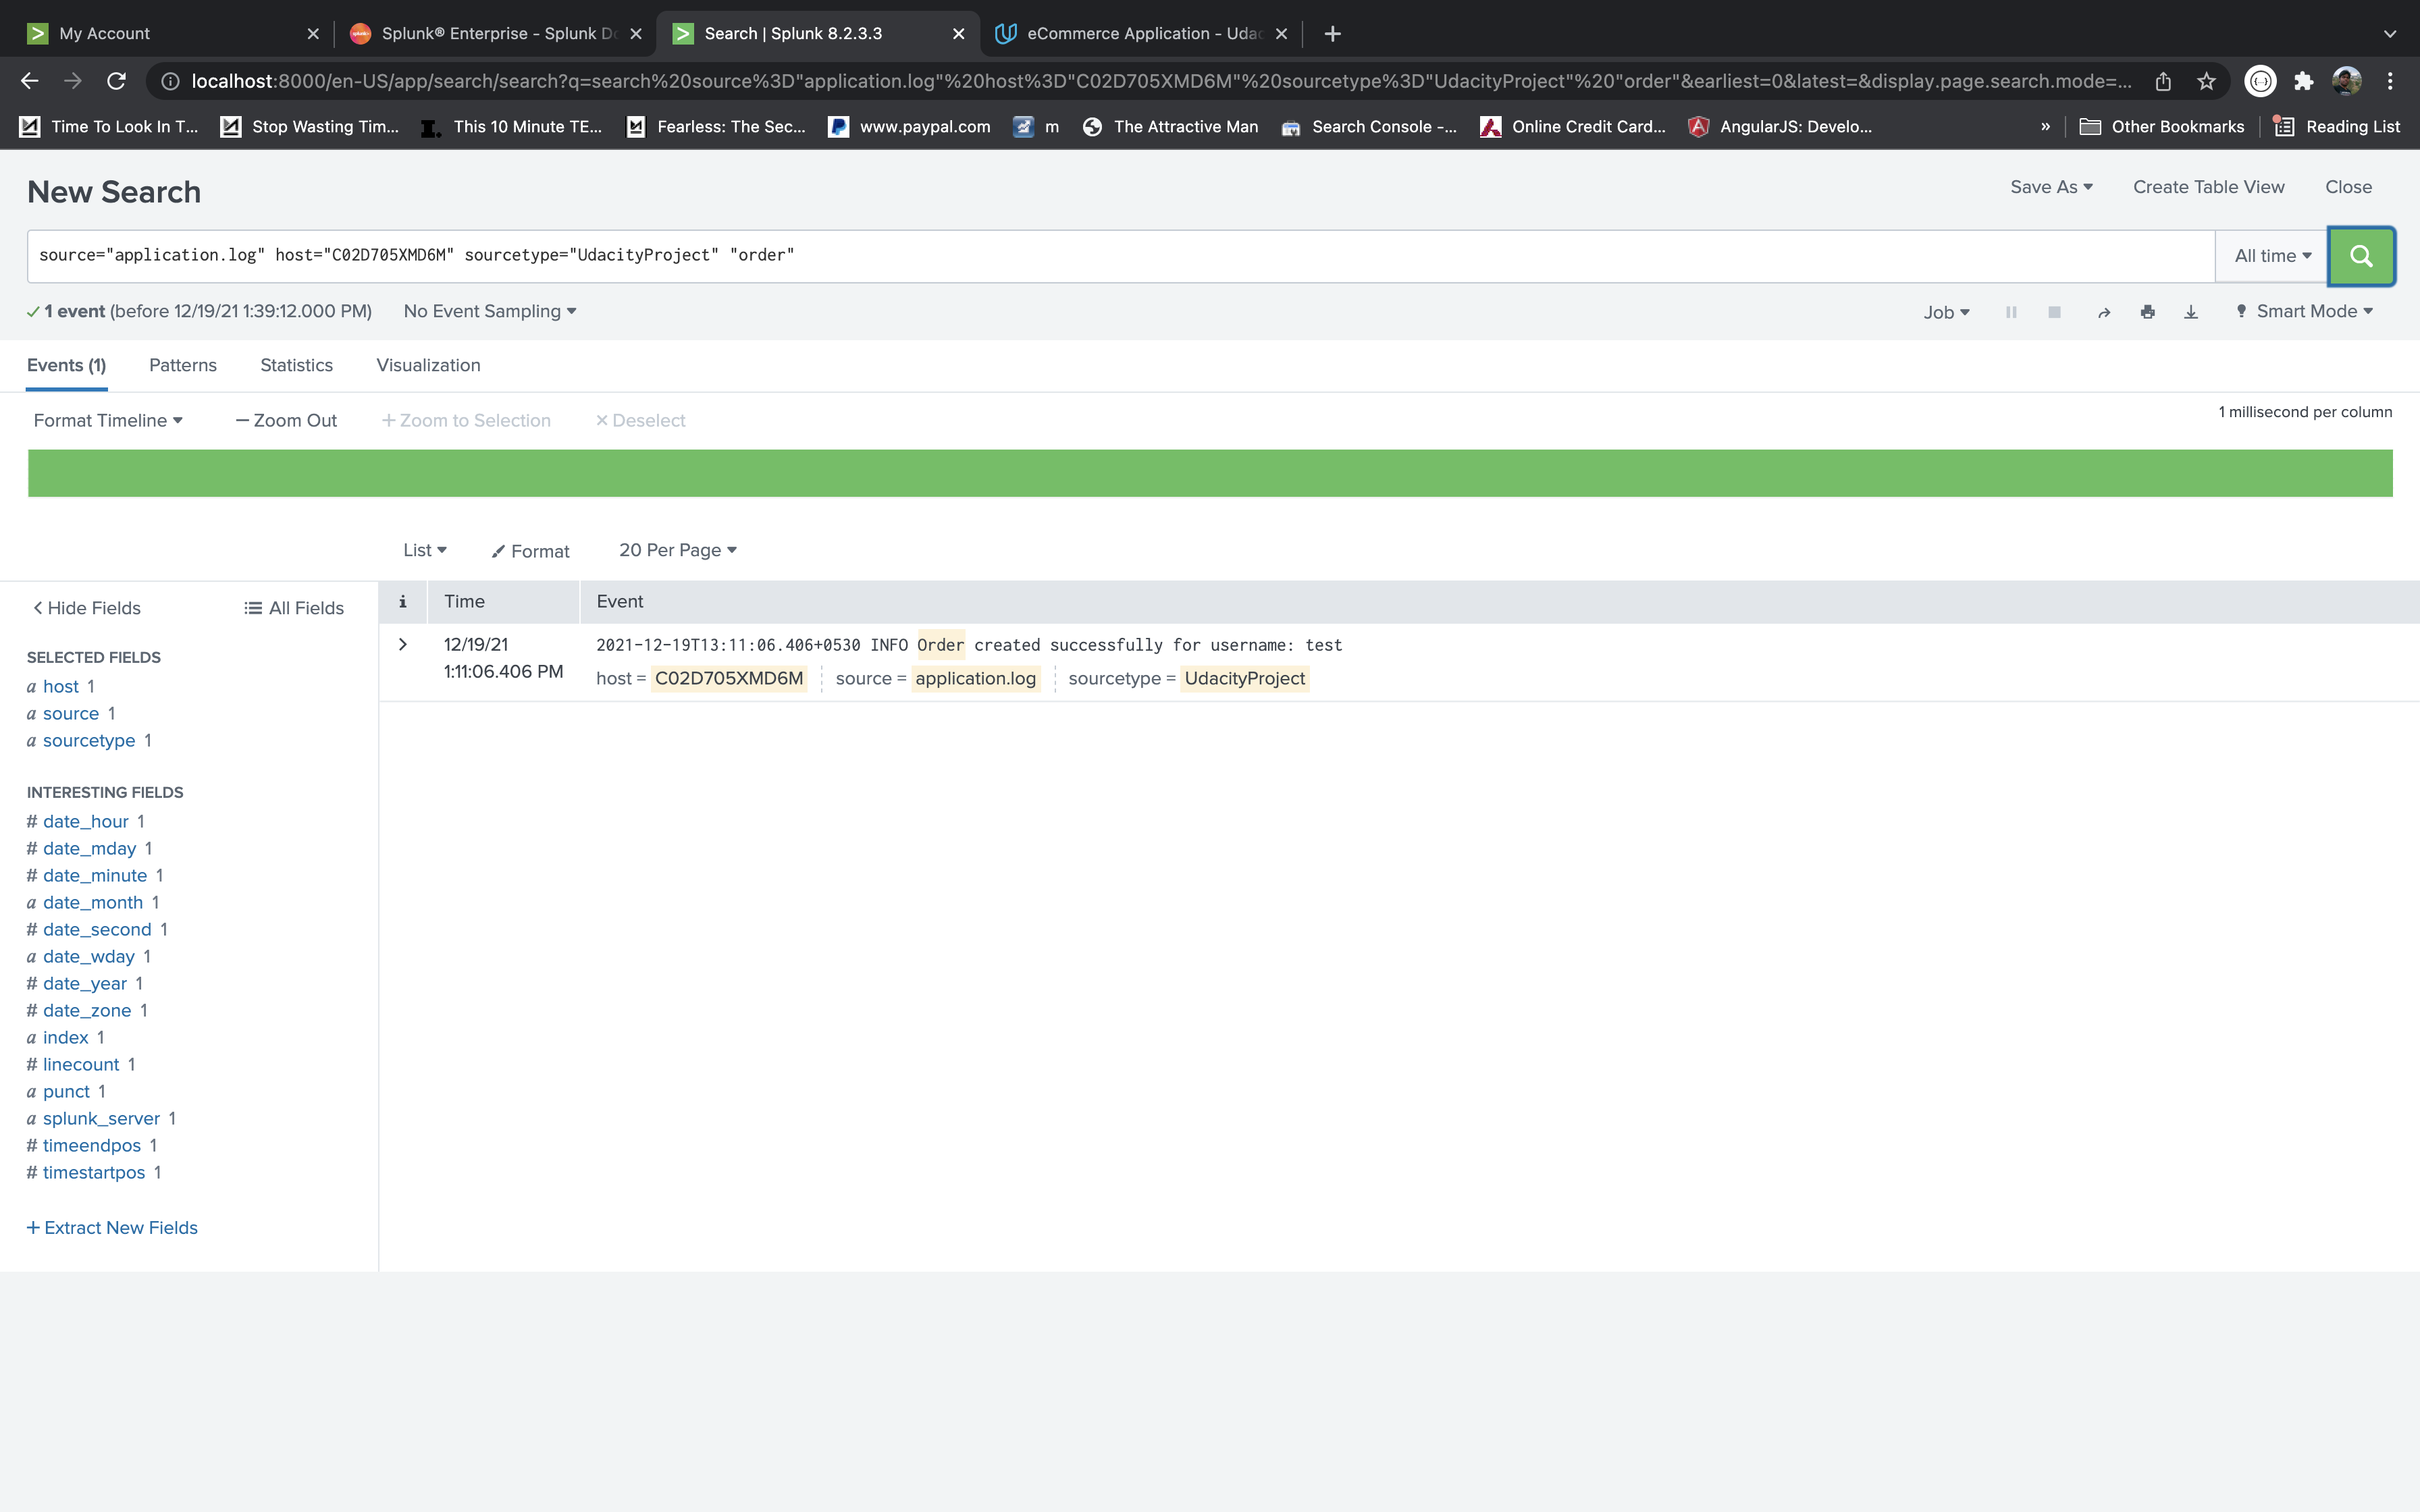 My Account
Splunk® Enterprise - Splunk Do
Search | Splunk 8.2.3.3
eCommerce Application - Udac
localhost:8000/en-US/app/search/search?q=search%20source%3D"application.log"%20host%3D"C02D705XMD6M"%20sourcetype%3D"UdacityProject"%20"order"&earliest=0&latest=&display.page.search.mode=...
Time To Look In T... Stop Wasting Tim... This 10 Minute TE... Fearless: The Sec... www.paypal.com m The Attractive Man Search Console -... Online Credit Card... AngularJS: Develo... » Other Bookmarks Reading List
New Search
Save As Create Table View Close
source="application.log" host="C02D705XMD6M" sourcetype="UdacityProject" "order"
All time
1 event (before 12/19/21 1:39:12.000 PM) No Event Sampling
Job Smart Mode
Events (1) Patterns Statistics Visualization
Format Timeline — Zoom Out + Zoom to Selection × Deselect
1 millisecond per column
List Format 20 Per Page
< Hide Fields All Fields
i Time Event
SELECTED FIELDS
a host 1
a source 1
a sourcetype 1
INTERESTING FIELDS
# date_hour 1
# date_mday 1
# date_minute 1
a date_month 1
# date_second 1
a date_wday 1
# date_year 1
# date_zone 1
a index 1
# linecount 1
a punct 1
a splunk_server 1
# timeendpos 1
# timestartpos 1
+ Extract New Fields
> 12/19/21
1:11:06.406 PM
2021-12-19T13:11:06.406+0530 INFO Order created successfully for username: test
host = C02D705XMD6M source = application.log sourcetype = UdacityProject